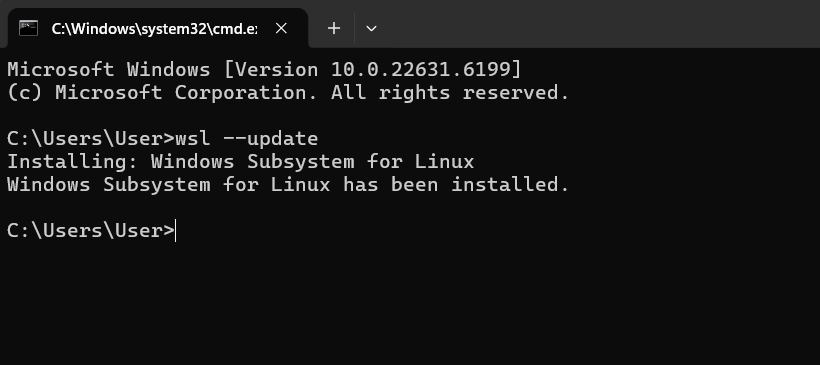 C:\Windows\system32\cmd.e
Microsoft Windows [Version 10.0.22631.6199]
(c) Microsoft Corporation. All rights reserved.
C:\Users\User>wsl --update
Installing: Windows Subsystem for Linux
Windows Subsystem for Linux has been installed.
C:\Users\User>